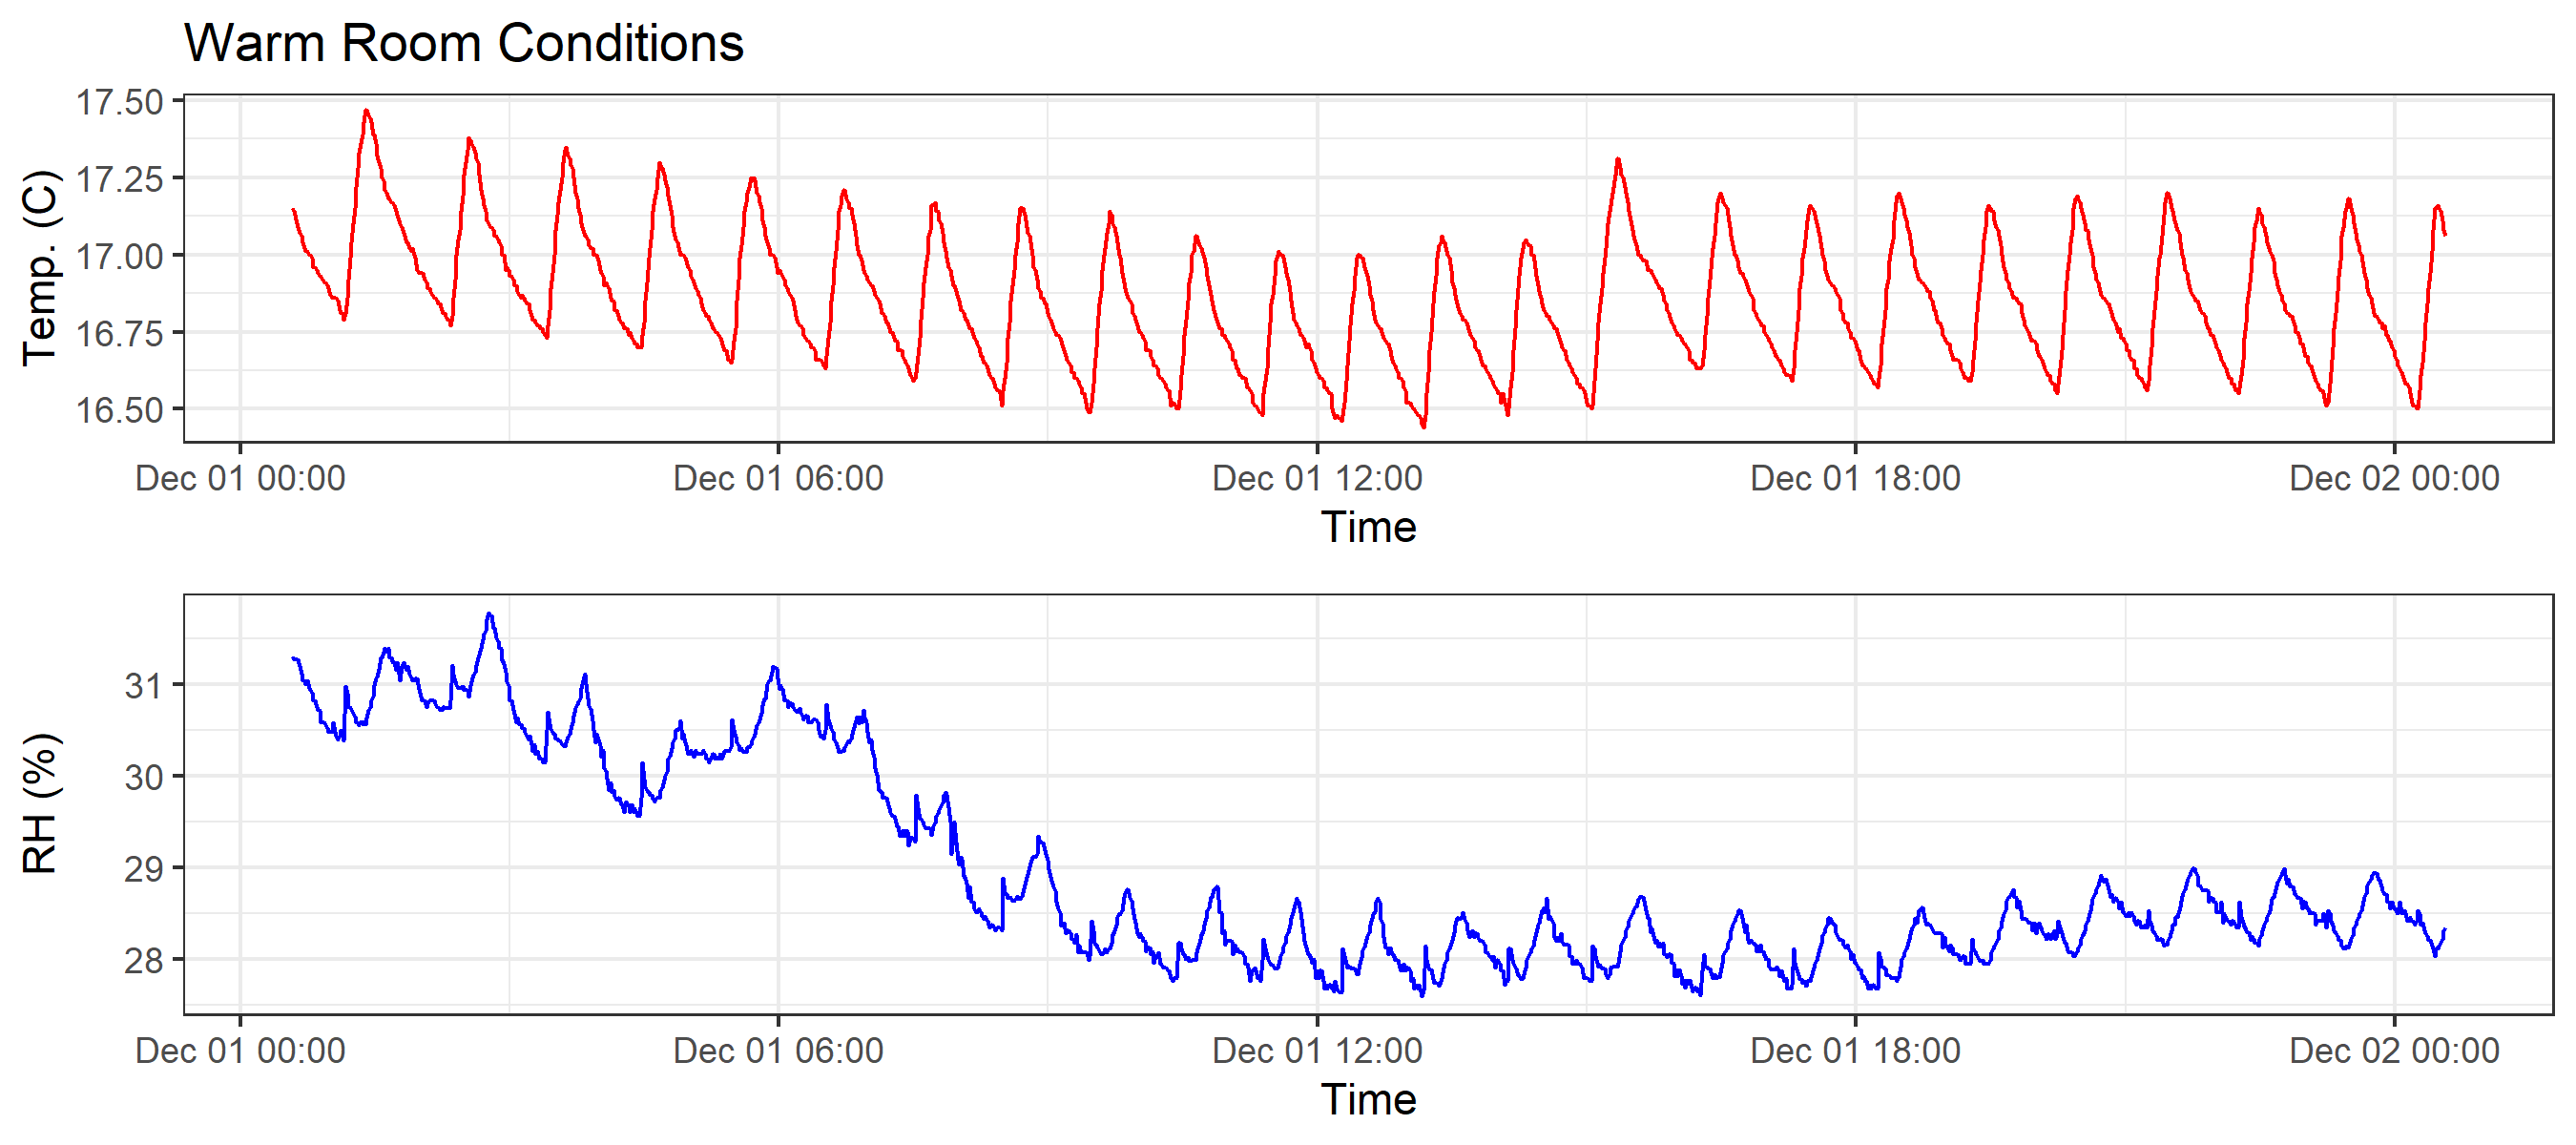 Warm Room Conditions
Temp. (C)
17.50
17.25
17.00
16.75
16.50
Dec 01 00:00 Dec 01 06:00 Dec 01 12:00 Dec 01 18:00 Dec 02 00:00
Time
RH (%)
31
30
29
28
Dec 01 00:00 Dec 01 06:00 Dec 01 12:00 Dec 01 18:00 Dec 02 00:00
Time